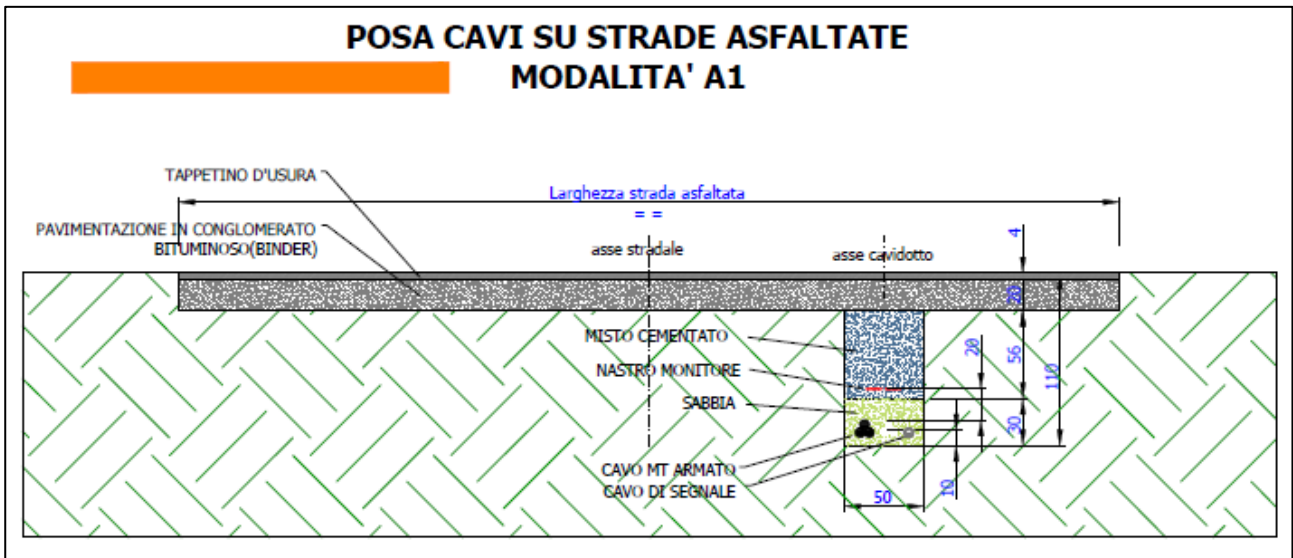 POSA CAVI SU STRADE ASFALTATE
MODALITA' A1
TAPPETINO D'USURA
Larghezza strada asfaltata
= =
PAVIMENTAZIONE IN CONGLOMERATO
BITUMINOSO(BINDER)
asse stradale
asse cavidotto
4
20
MISTO CEMENTATO
20
56
110
NASTRO MONITORE
SABBIA
30
CAVO MT ARMATO
CAVO DI SEGNALE
10
50